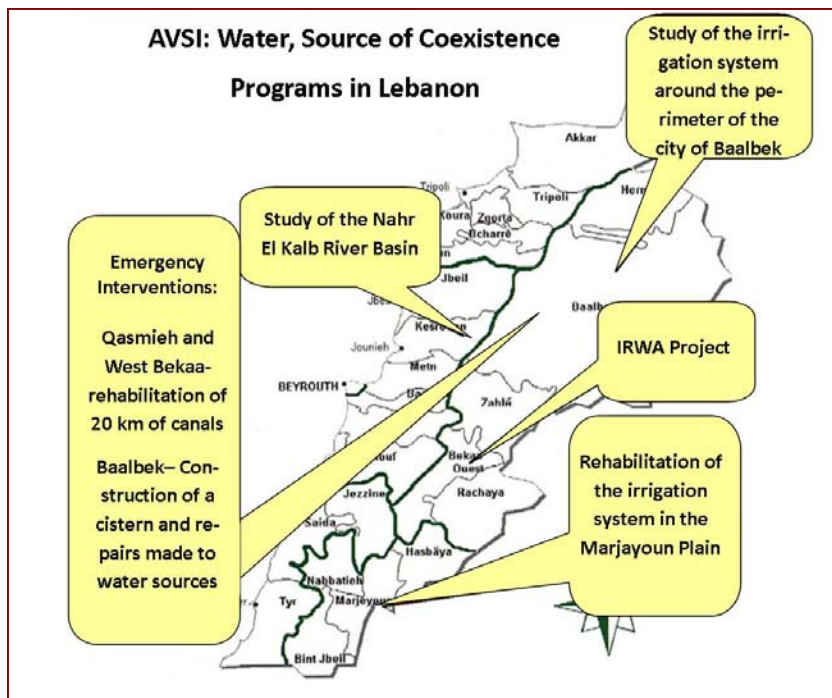 AVSI: Water, Source of Coexistence
Programs in Lebanon
Study of the irri-
gation system
around the pe-
rimeter of the
city of Baalbek
Study of the Nahr
El Kalb River Basin
Emergency
Interventions:
Qasmieh and
West Bekaa-
rehabilitation of
20 km of canals
Baalbek– Con-
struction of a
cistern and re-
pairs made to
water sources
IRWA Project
Rehabilitation of
the irrigation
system in the
Marjayoun Plain
Akkar
Tripoli
Tripoli
Koura
Zgorta
Bcharré
Jbeil
Jounieh
Metn
BEYROUTH
Zahlé
Bekaa
Ouest
Rachaya
Jezzine
Saida
Hasbâya
Nabbatieh
Tyr
Bint Jbeil